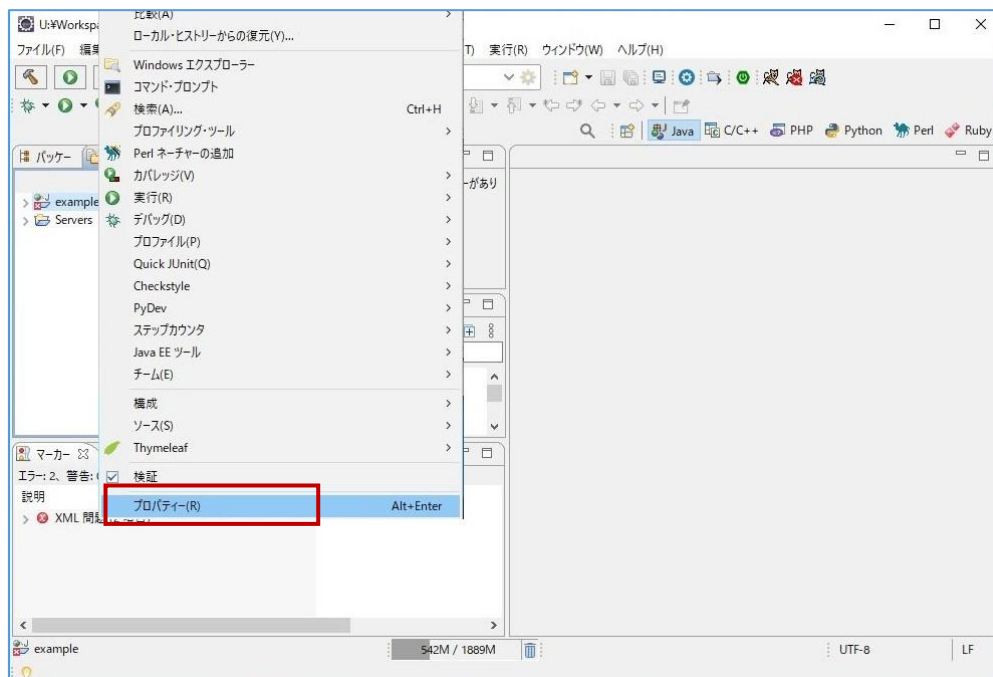 U:¥Workspa
比較(A)
ローカル・ヒストリーからの復元(Y)...
ファイル(F) 編集
T) 実行(R) ウィンドウ(W) ヘルプ(H)
Windows エクスプローラー
コマンド・プロンプト
検索(A)... Ctrl+H
プロファイリング・ツール
Java C/C++ PHP Python Perl Ruby
パッケー
Perl ネーチャーの追加
カバレッジ(V)
ーがあり
example
実行(R)
Servers
デバッグ(D)
プロファイル(P)
Quick JUnit(Q)
Checkstyle
PyDev
ステップカウンタ
Java EE ツール
チーム(E)
構成
ソース(S)
マーカー
Thymeleaf
エラー: 2、警告:
検証
説明
プロパティー(R) Alt+Enter
XML 問題
example
542M / 1889M
UTF-8
LF